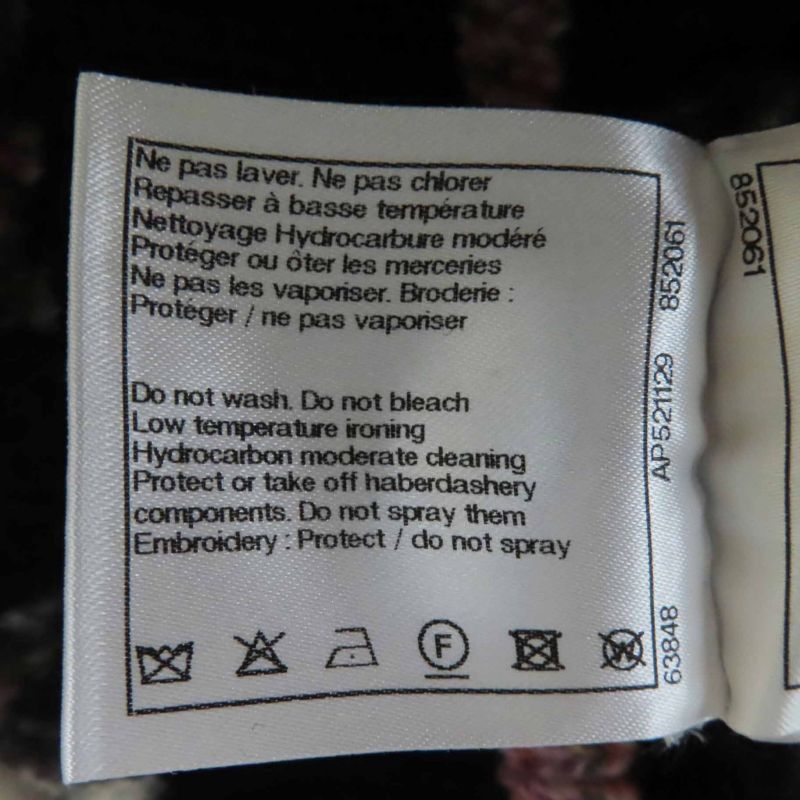 Ne pas laver. Ne pas chlorer
Repasser à basse température
Nettoyage Hydrocarbure modéré
Protéger ou ôter les merceries
Ne pas les vaporiser. Broderie :
Protéger / ne pas vaporiser
Do not wash. Do not bleach
Low temperature ironing
Hydrocarbon moderate cleaning
Protect or take off haberdashery
components. Do not spray them
Embroidery : Protect / do not spray
F
W
63848 AP521129 852061
852061